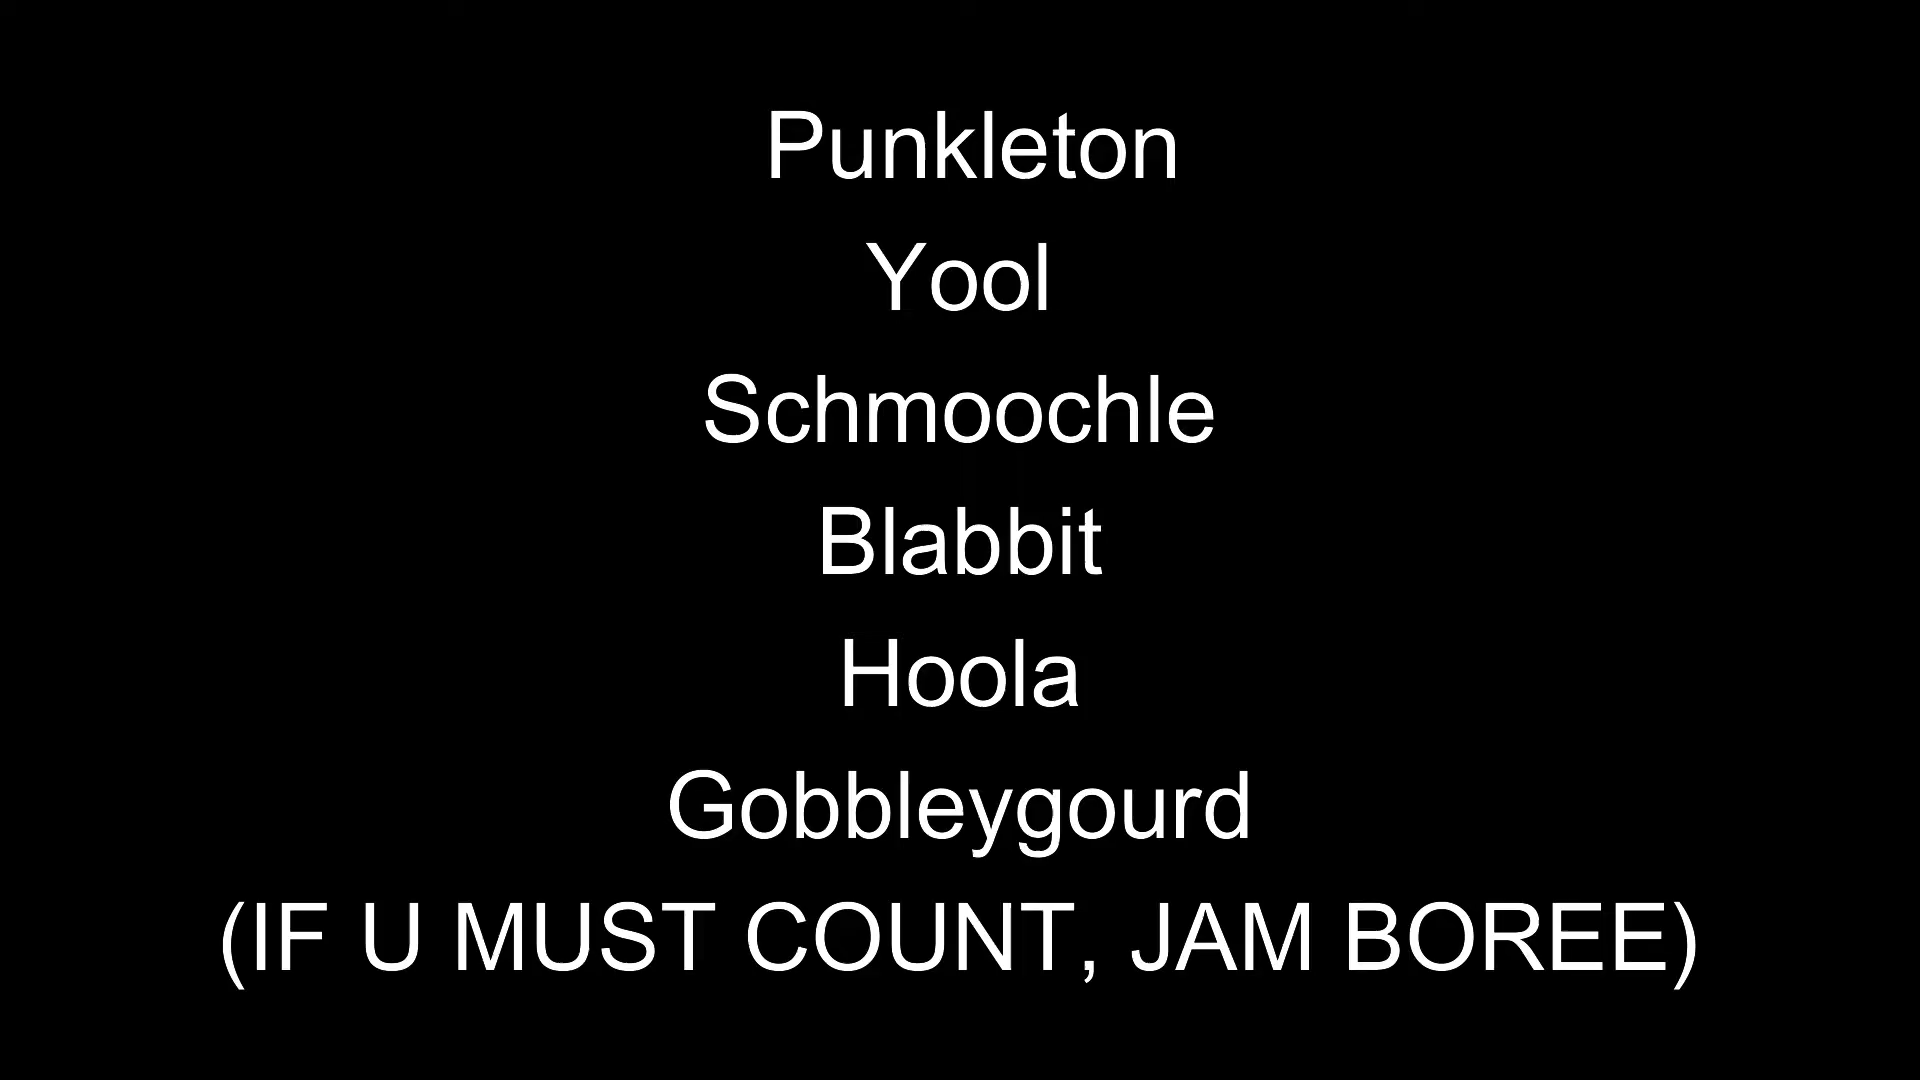 Punkleton
Yool
Schmoochle
Blabbit
Hoola
Gobbleygourd
(IF U MUST COUNT, JAM BOREE)